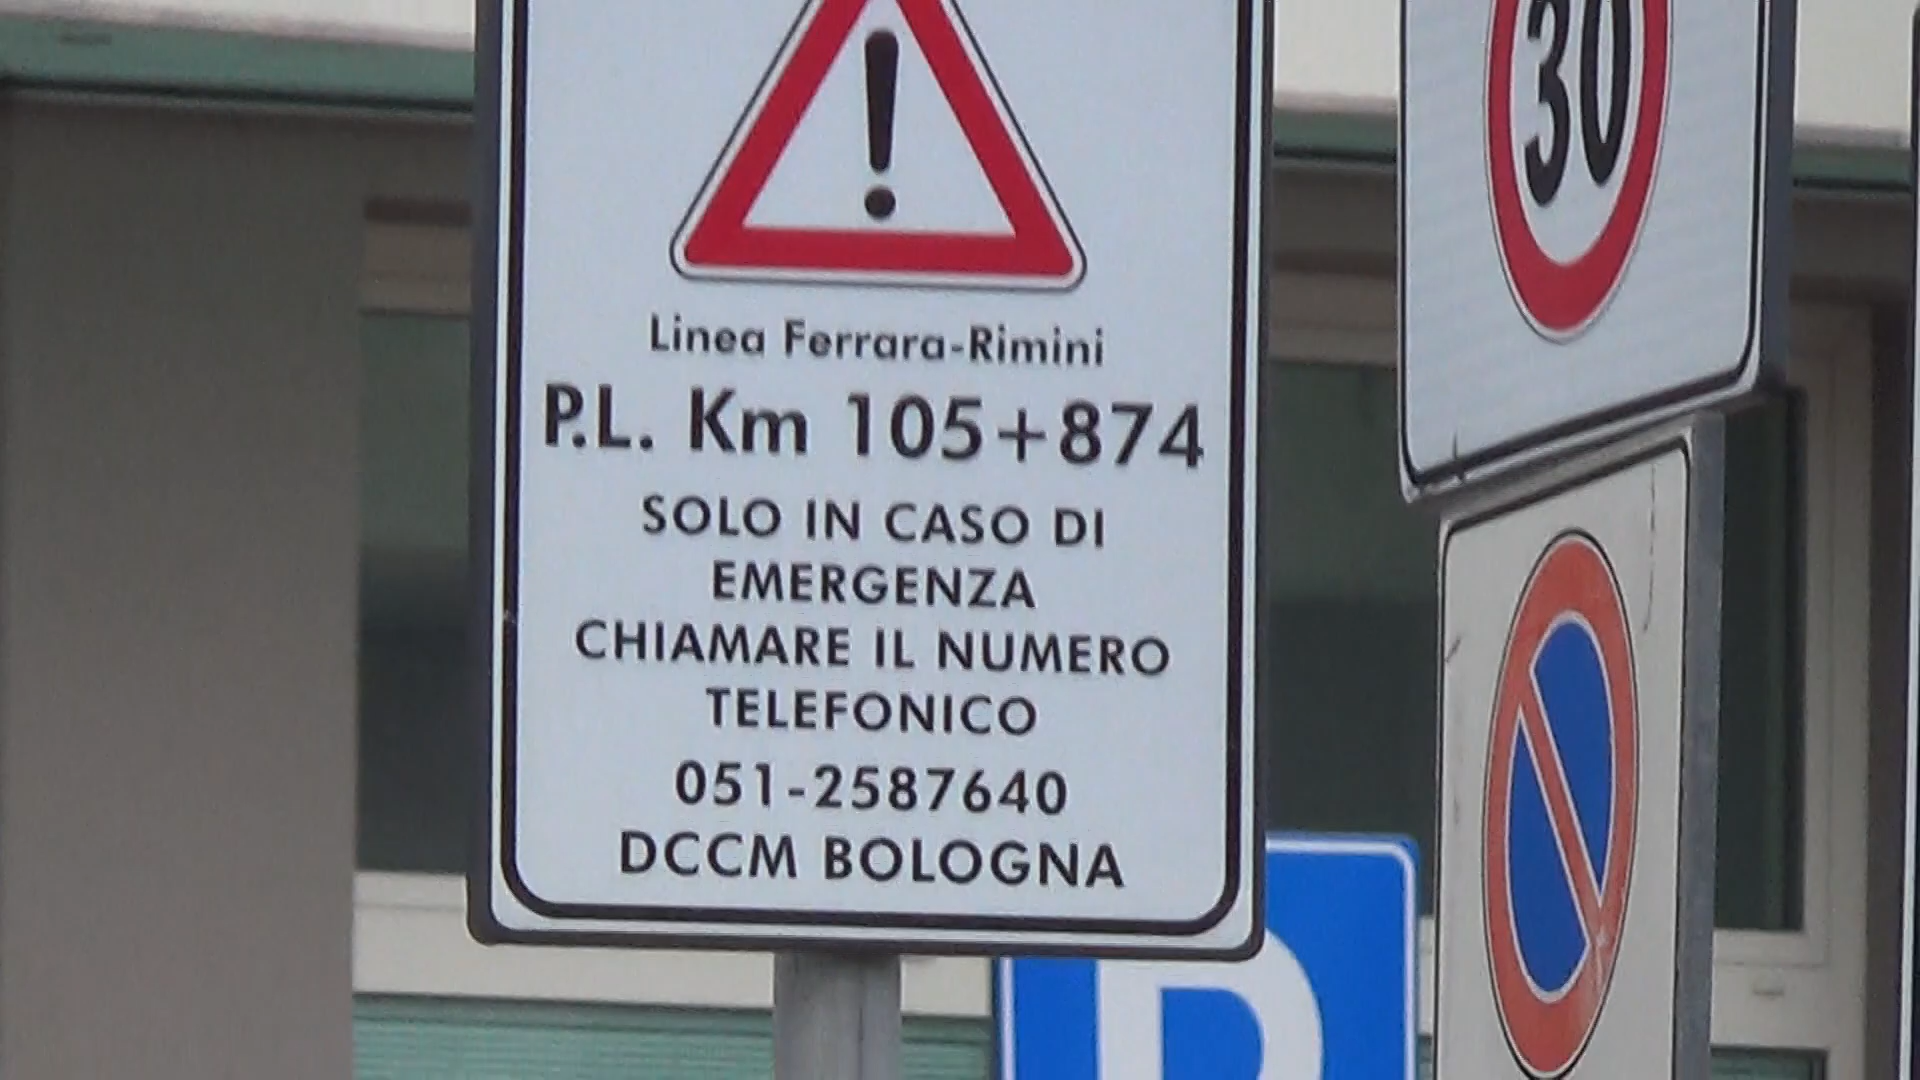 !
Linea Ferrara-Rimini
P.L. Km 105+874
SOLO IN CASO DI
EMERGENZA
CHIAMARE IL NUMERO
TELEFONICO
051-2587640
DCCM BOLOGNA
30
P